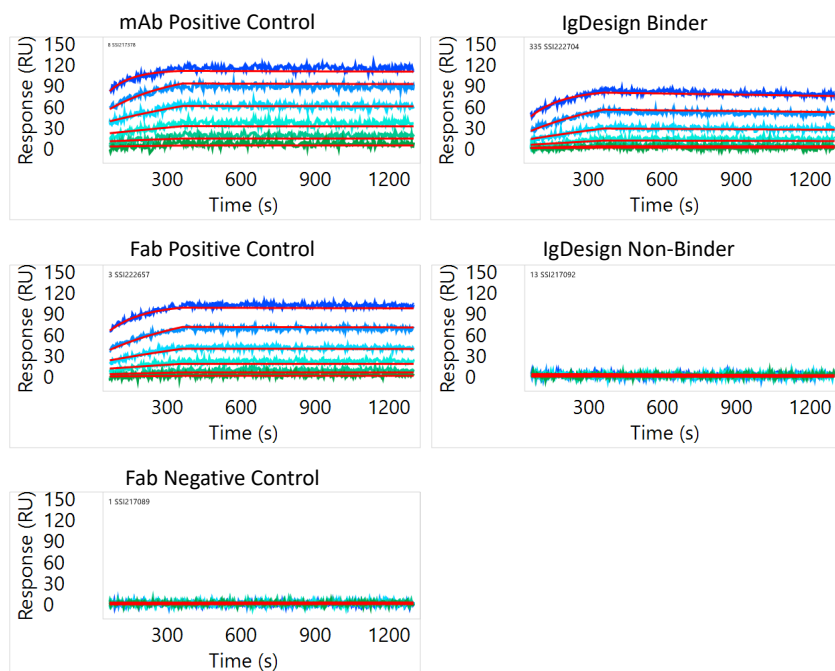 mAb Positive Control
8 SSI217378
Response (RU)
150
120
90
60
30
0
300 600 900 1200
Time (s)
IgDesign Binder
335 SSI222704
Response (RU)
150
120
90
60
30
0
300 600 900 1200
Time (s)
Fab Positive Control
3 SSI222657
Response (RU)
150
120
90
60
30
0
300 600 900 1200
Time (s)
IgDesign Non-Binder
13 SSI217092
Response (RU)
150
120
90
60
30
0
300 600 900 1200
Time (s)
Fab Negative Control
1 SSI217089
Response (RU)
150
120
90
60
30
0
300 600 900 1200
Time (s)